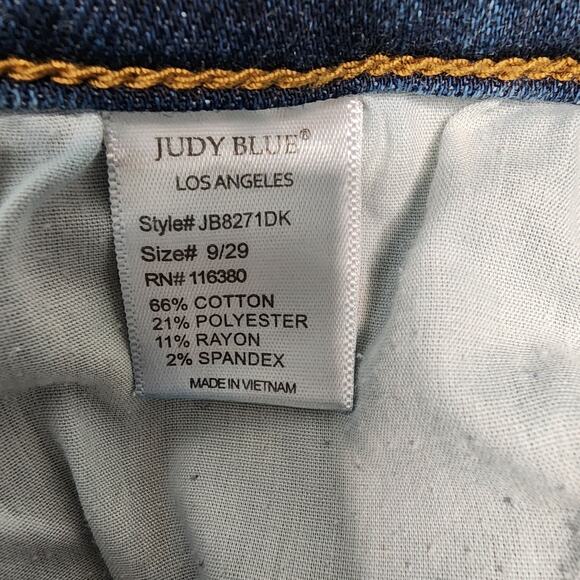 JUDY BLUE®
LOS ANGELES
Style# JB8271DK
Size# 9/29
RN# 116380
66% COTTON
21% POLYESTER
11% RAYON
2% SPANDEX
MADE IN VIETNAM